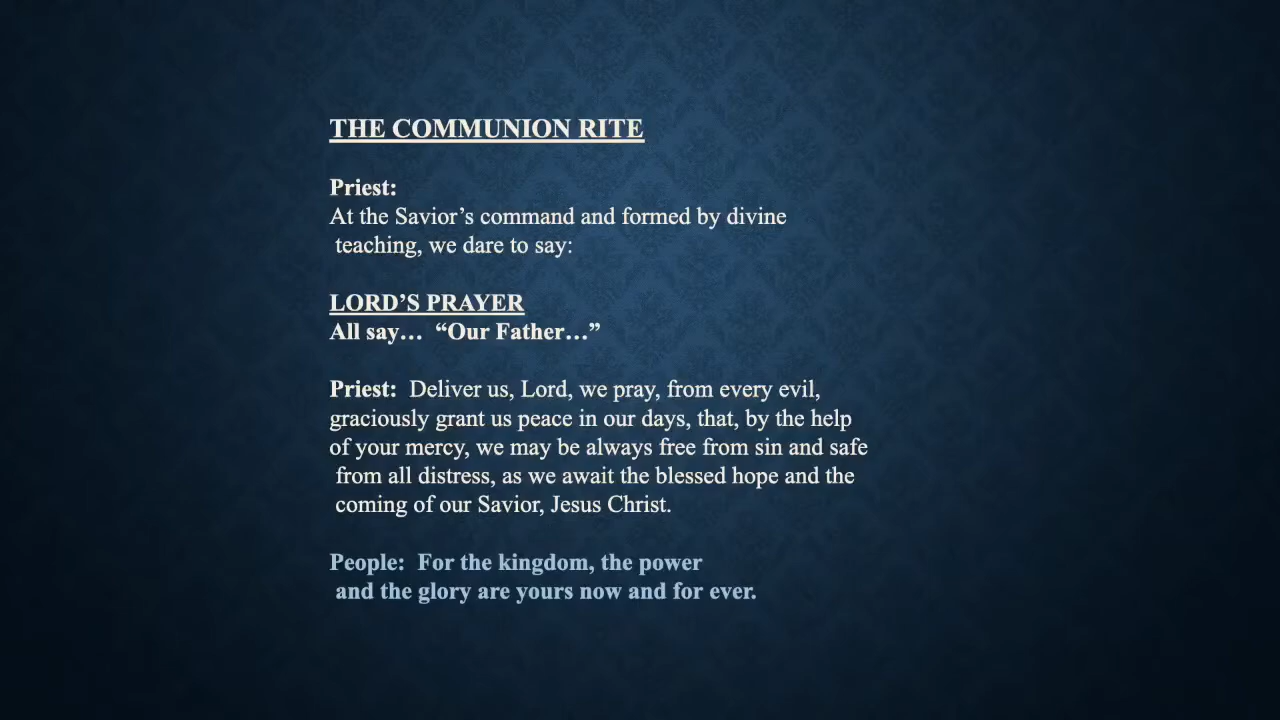 THE COMMUNION RITE
Priest:
At the Savior’s command and formed by divine
teaching, we dare to say:
LORD’S PRAYER
All say… “Our Father…”
Priest: Deliver us, Lord, we pray, from every evil,
graciously grant us peace in our days, that, by the help
of your mercy, we may be always free from sin and safe
from all distress, as we await the blessed hope and the
coming of our Savior, Jesus Christ.
People: For the kingdom, the power
and the glory are yours now and for ever.